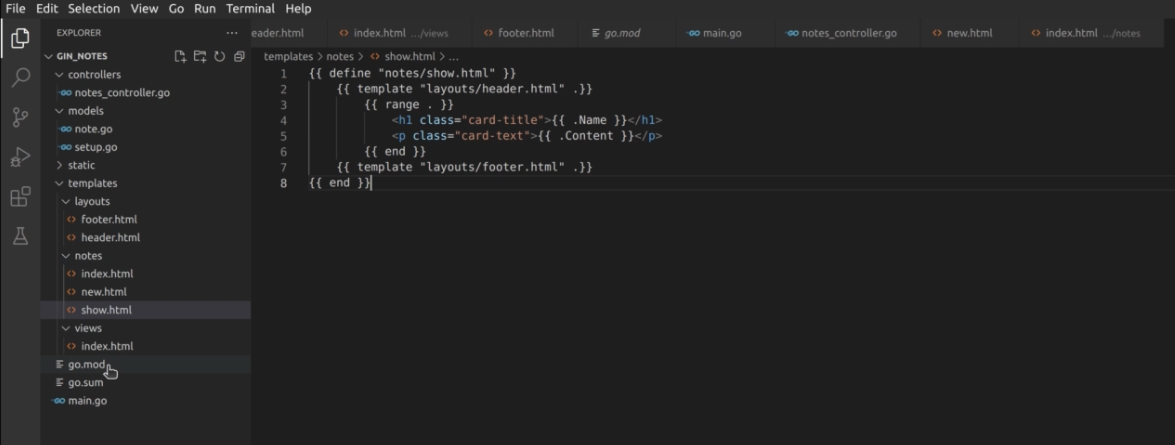 File Edit Selection View Go Run Terminal Help
EXPLORER ...
eader.html index.html .../views footer.html go.mod main.go notes_controller.go new.html index.html .../notes
GIN_NOTES
controllers
notes_controller.go
models
note.go
setup.go
static
templates
layouts
footer.html
header.html
notes
index.html
new.html
show.html
views
index.html
go.mod
go.sum
main.go
templates > notes > show.html > ...
1 {{ define "notes/show.html" }}
2 {{ template "layouts/header.html" .}}
3 {{ range . }}
4 <h1 class="card-title">{{ .Name }}</h1>
5 <p class="card-text">{{ .Content }}</p>
6 {{ end }}
7 {{ template "layouts/footer.html" .}}
8 {{ end }}